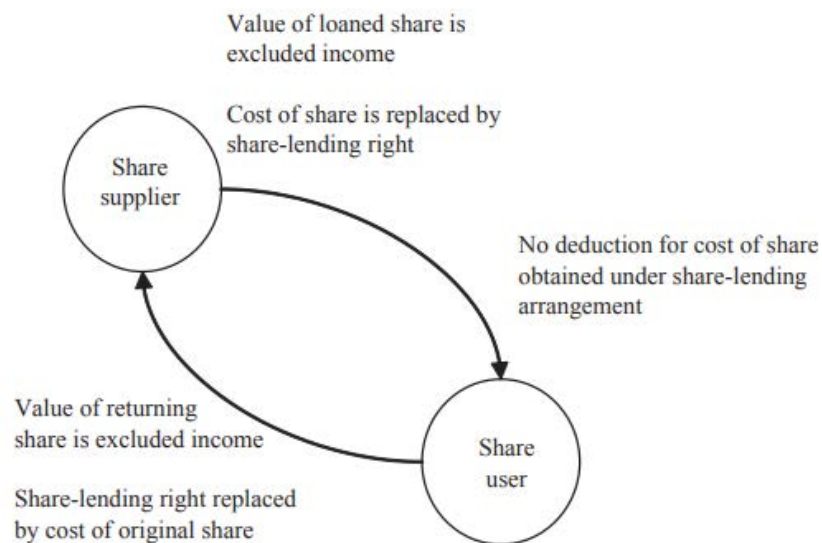 Value of loaned share is
excluded income
Cost of share is replaced by
share-lending right
Share
supplier
No deduction for cost of share
obtained under share-lending
arrangement
Value of returning
share is excluded income
Share
user
Share-lending right replaced
by cost of original share